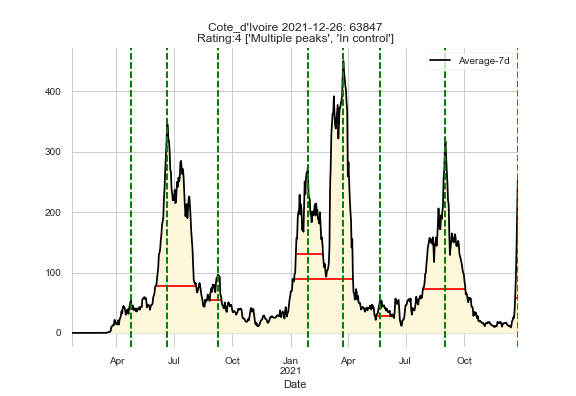 Cote_d'Ivoire 2021-12-26: 63847
Rating:4 ['Multiple peaks', 'In control']
Average-7d
400
300
200
100
0
Apr Jul Oct Jan Apr Jul Oct
2021
Date